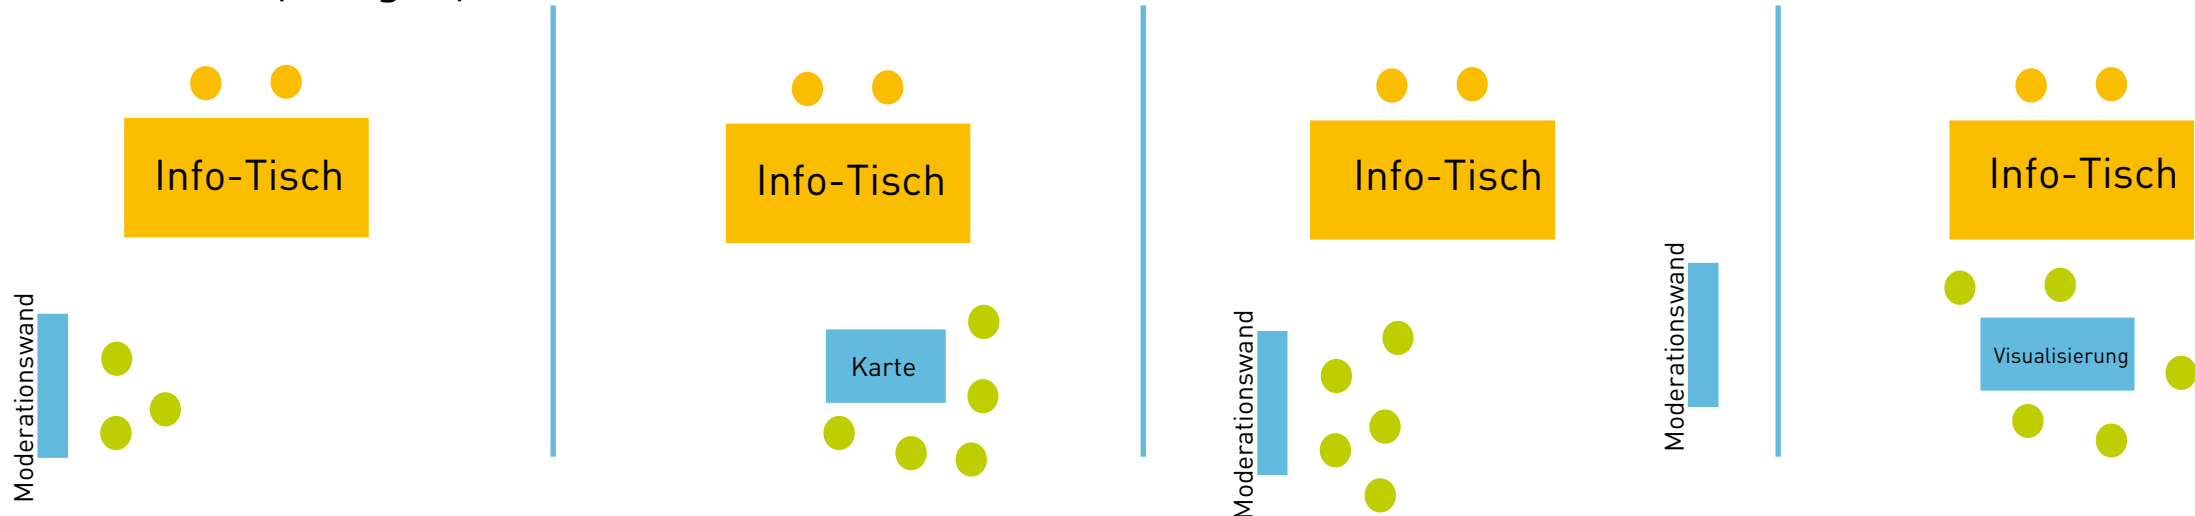 Info-Tisch
Info-Tisch
Info-Tisch
Info-Tisch
Moderationswand
Karte
Moderationswand
Moderationswand
Visualisierung